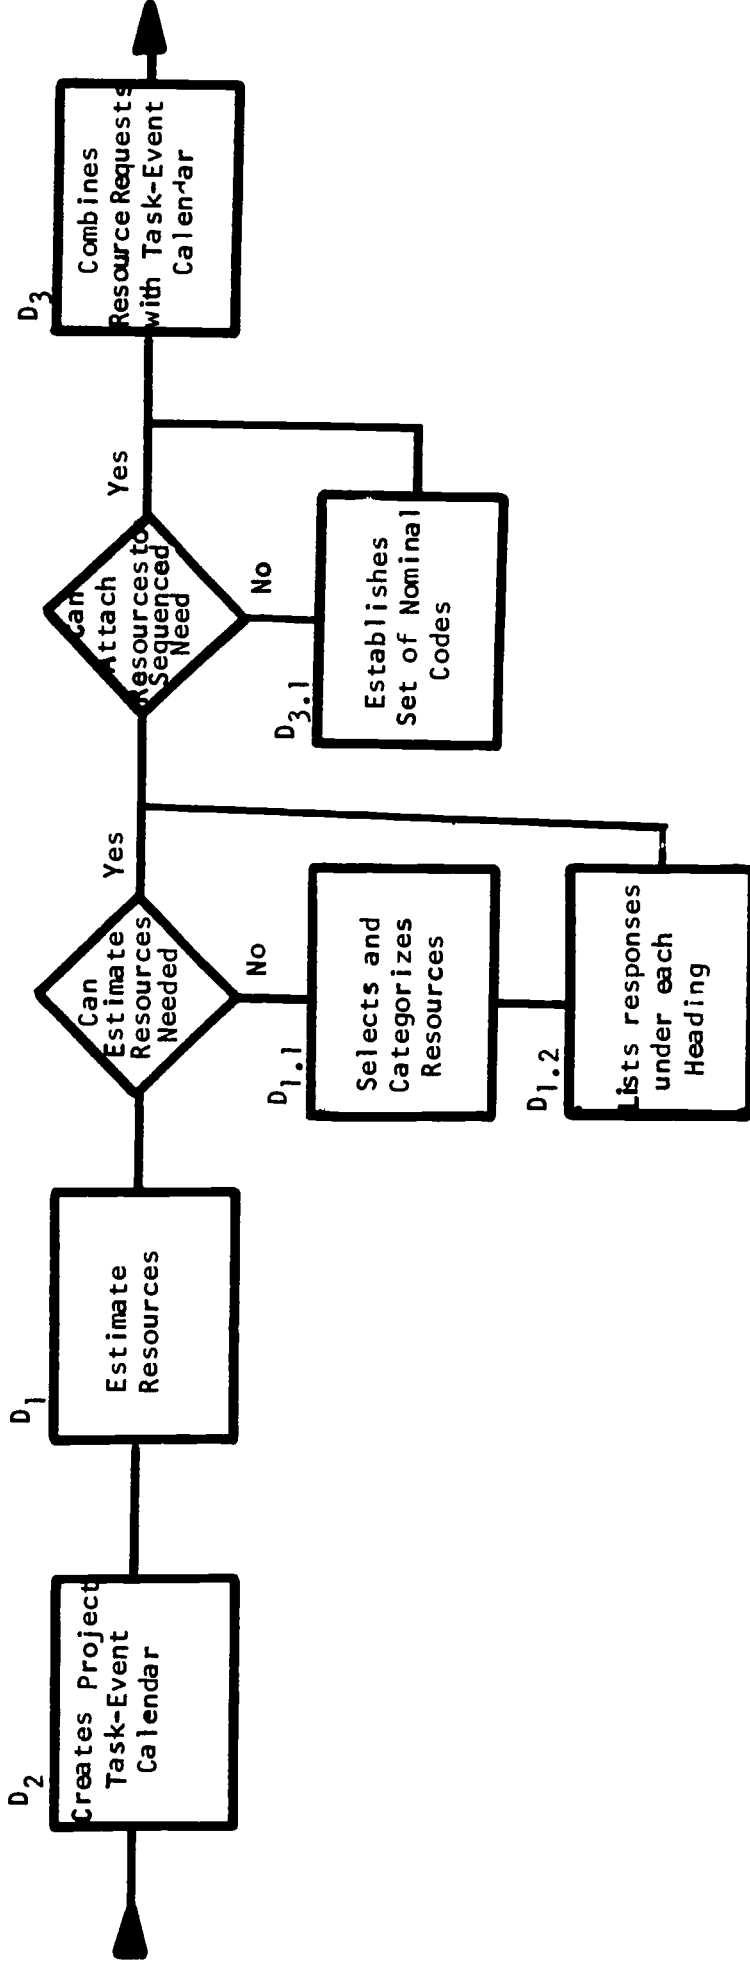 D2
Creates Project
Task-Event
Calendar
D1
Estimate
Resources
Can
Estimate
Resources
Needed
Yes
No
D1.1
Selects and
Categorizes
Resources
D1.2
Lists responses
under each
Heading
Can
Attach
Resources to
Sequenced
Need
Yes
No
D3.1
Establishes
Set of Nominal
Codes
D3
Combines
Resource Requests
with Task-Event
Calendar